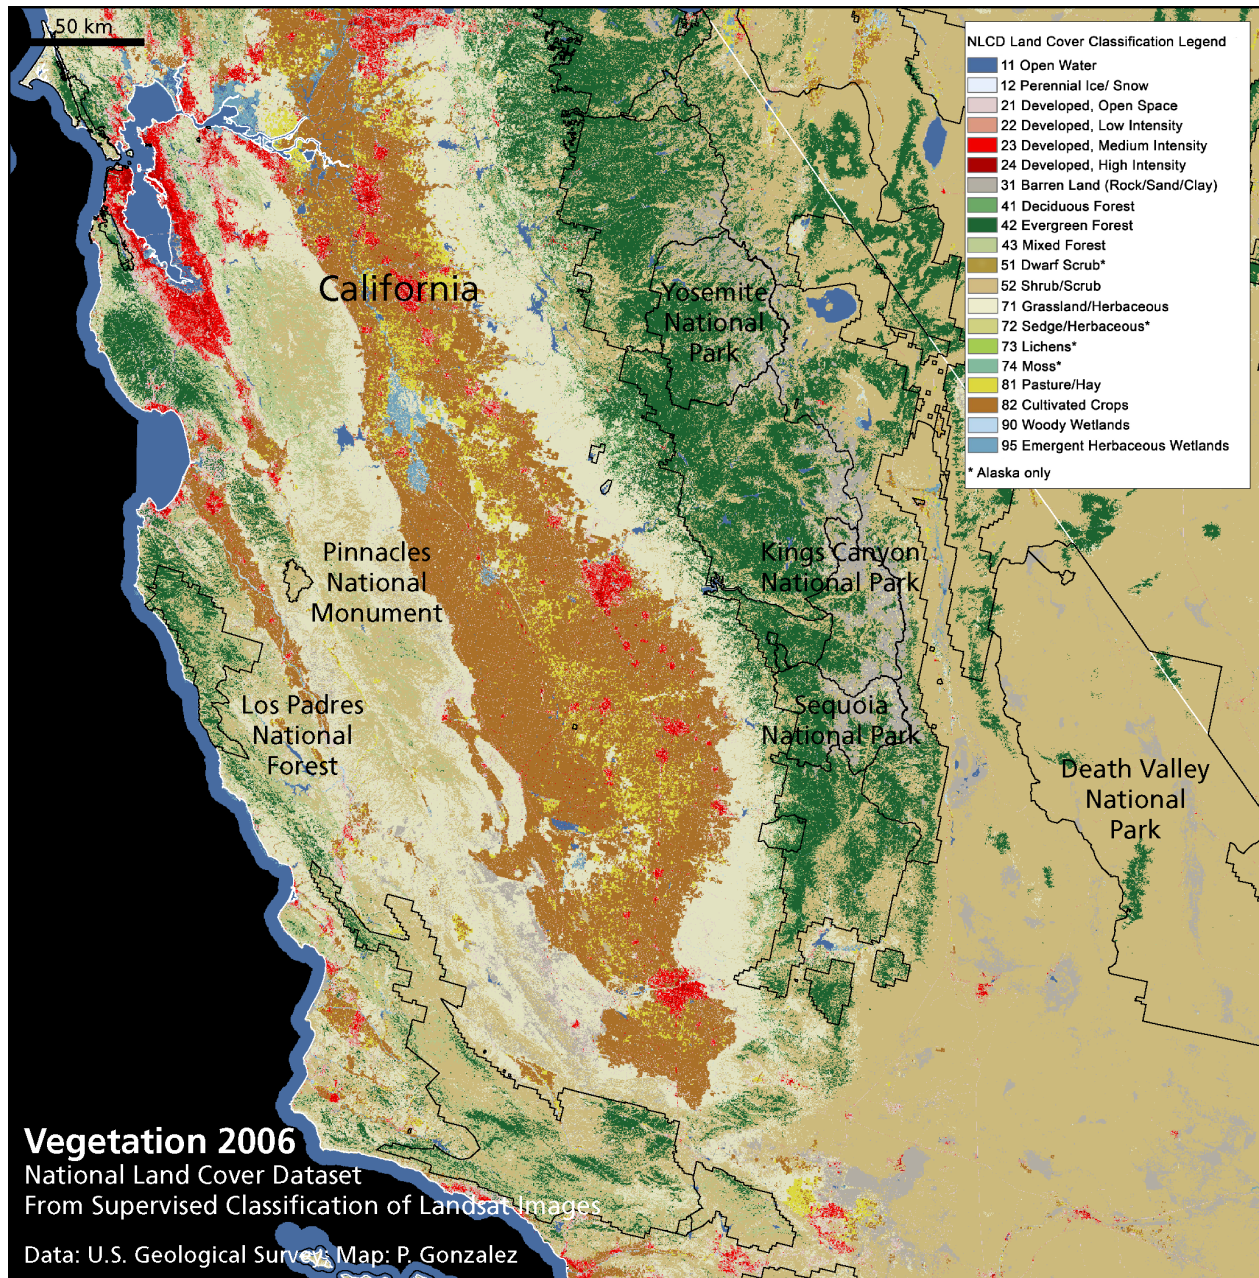 50 km
NLCD Land Cover Classification Legend
11 Open Water
12 Perennial Ice/ Snow
21 Developed, Open Space
22 Developed, Low Intensity
23 Developed, Medium Intensity
24 Developed, High Intensity
31 Barren Land (Rock/Sand/Clay)
41 Deciduous Forest
42 Evergreen Forest
43 Mixed Forest
51 Dwarf Scrub*
52 Shrub/Scrub
71 Grassland/Herbaceous
72 Sedge/Herbaceous*
73 Lichens*
74 Moss*
81 Pasture/Hay
82 Cultivated Crops
90 Woody Wetlands
95 Emergent Herbaceous Wetlands
* Alaska only
California
Yosemite
National
Park
Pinnacles
National
Monument
Kings Canyon
National Park
Los Padres
National
Forest
Sequoia
National Park
Death Valley
National
Park
Vegetation 2006
National Land Cover Dataset
From Supervised Classification of Landsat Images
Data: U.S. Geological Survey; Map: P. Gonzalez